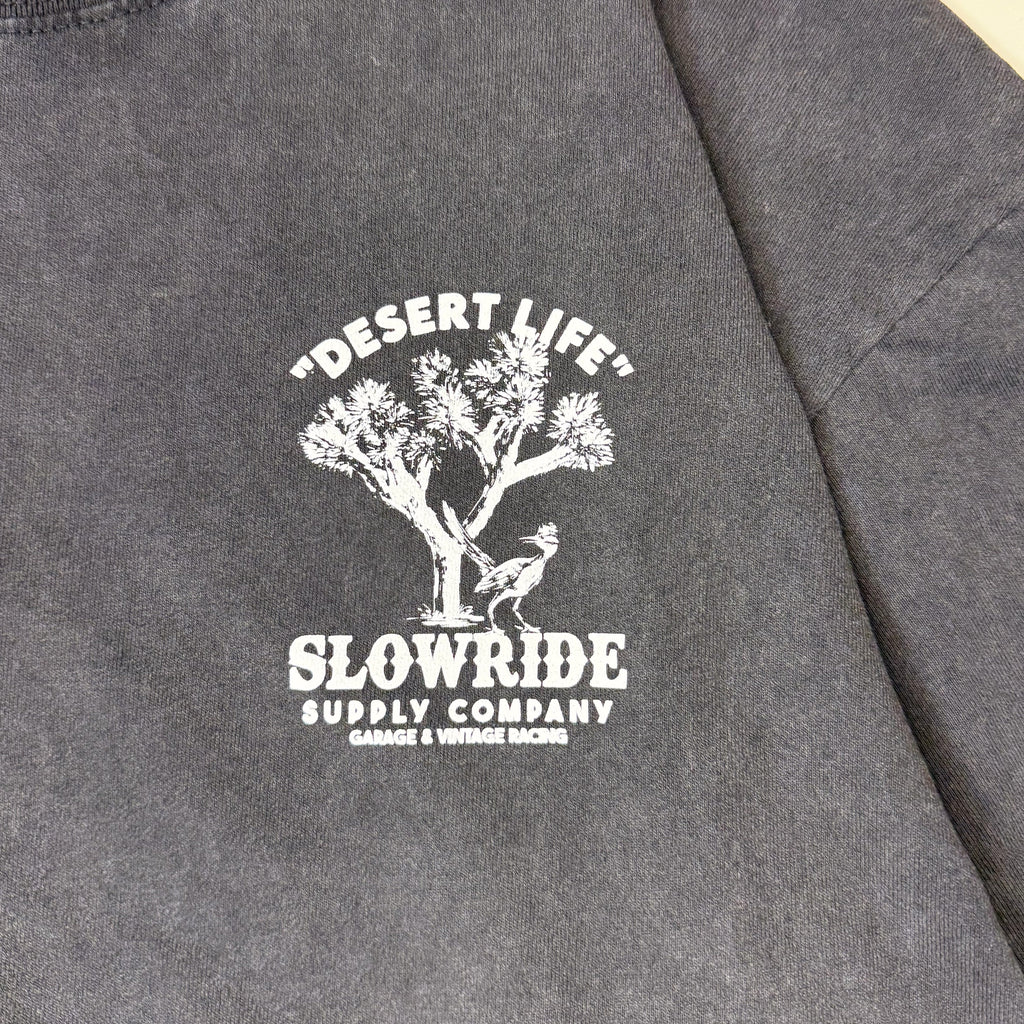 "DESERT LIFE"
SLOWRIDE
SUPPLY COMPANY
GARAGE & VINTAGE RACING